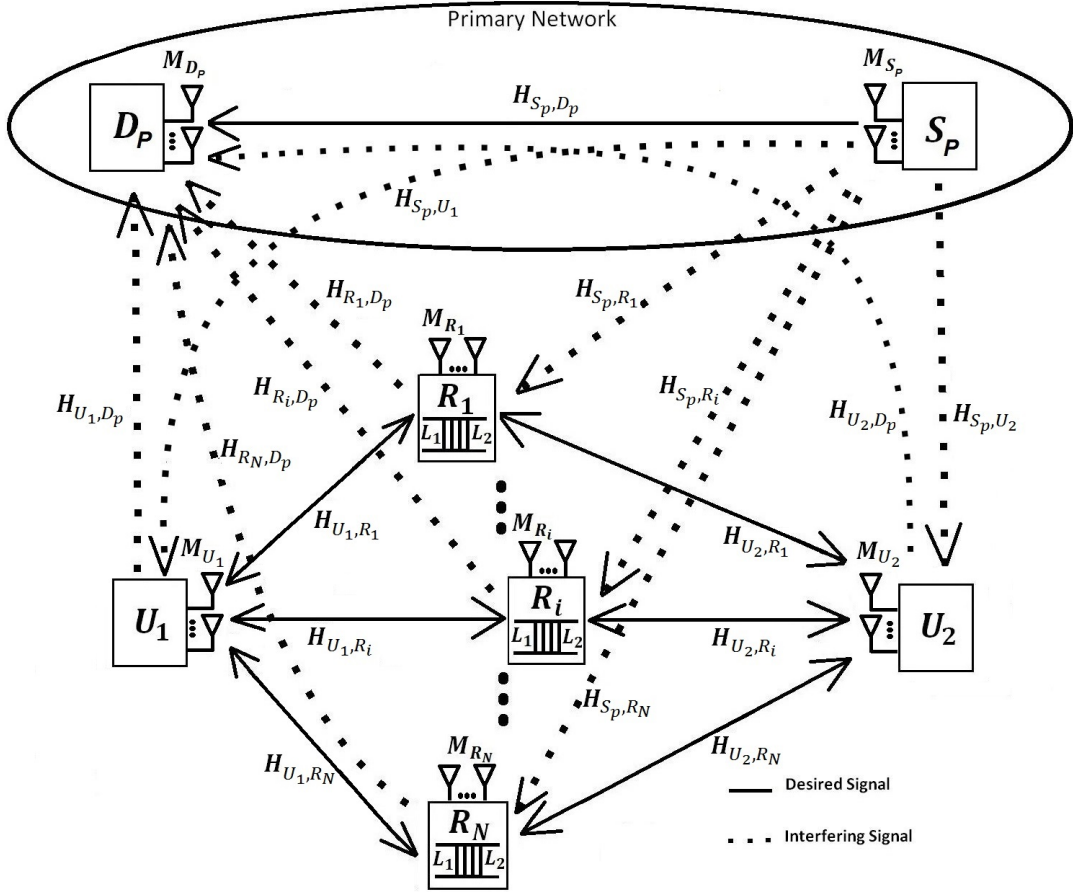 Primary Network
M_{D_P}
M_{S_P}
H_{S_p,D_p}
D_P
S_P
H_{S_p,U_1}
H_{R_1,D_p}
H_{S_p,R_1}
M_{R_1}
R_1
L_1 L_2
H_{U_1,D_p}
H_{R_i,D_p}
H_{S_p,R_i}
H_{U_2,D_p}
H_{S_p,U_2}
H_{R_N,D_p}
H_{U_1,R_1}
H_{U_2,R_1}
M_{U_1}
M_{R_i}
M_{U_2}
U_1
R_i
L_1 L_2
U_2
H_{U_1,R_i}
H_{U_2,R_i}
H_{S_p,R_N}
H_{U_1,R_N}
M_{R_N}
H_{U_2,R_N}
R_N
L_1 L_2
Desired Signal
Interfering Signal